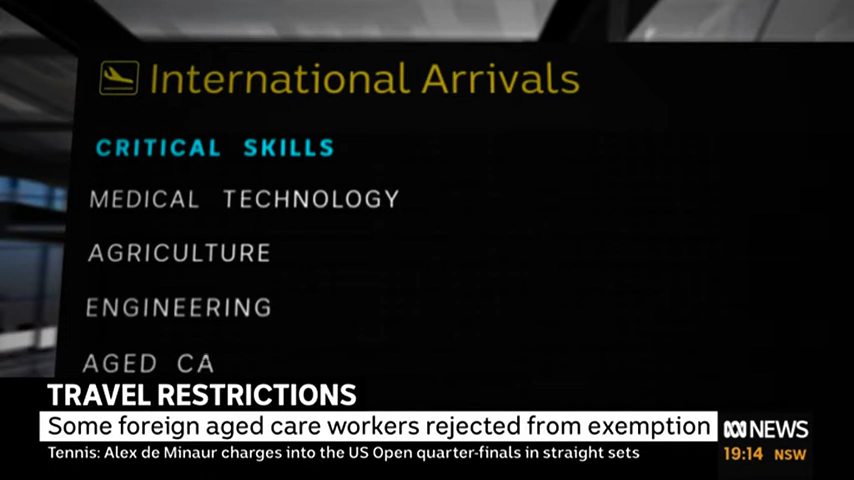 International Arrivals
CRITICAL SKILLS
MEDICAL TECHNOLOGY
AGRICULTURE
ENGINEERING
AGED CA
TRAVEL RESTRICTIONS
Some foreign aged care workers rejected from exemption
Tennis: Alex de Minaur charges into the US Open quarter-finals in straight sets
ABC NEWS
19:14 NSW